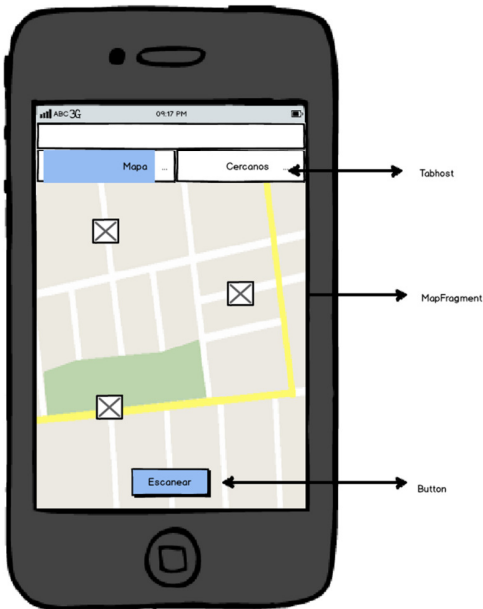 ABC 3G 09:17 PM
Mapa ... Cercanos ...
Tabhost
MapFragment
Escanear
Button